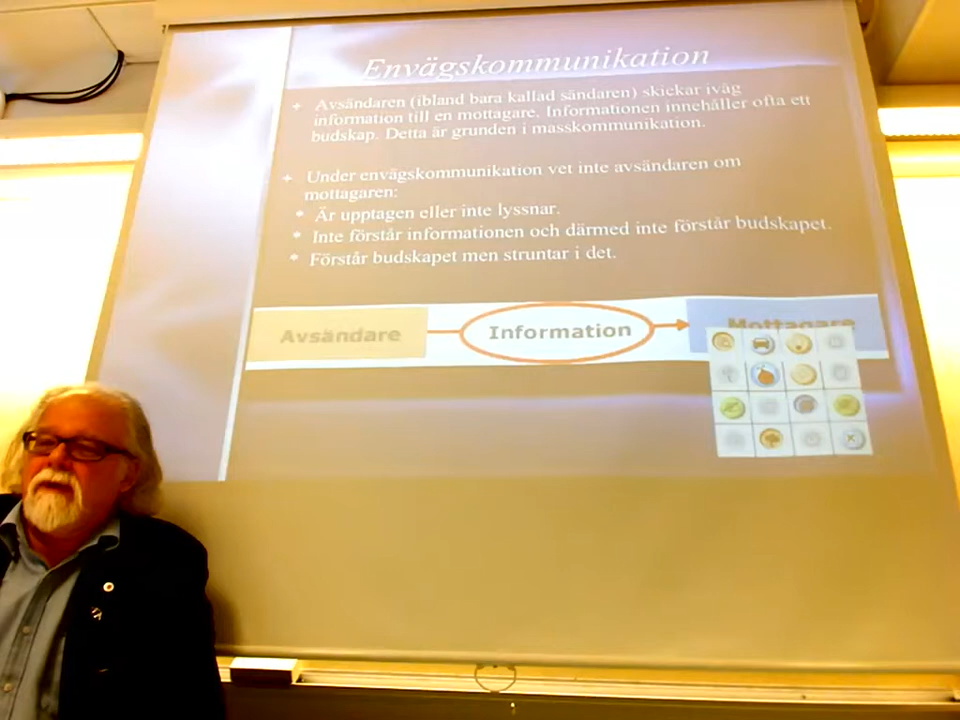 Envägskommunikation
+ Avsändaren (ibland bara kallad sändaren) skickar iväg
information till en mottagare. Informationen innehåller ofta ett
budskap. Detta är grunden i masskommunikation.
+ Under envägskommunikation vet inte avsändaren om
mottagaren:
* Är upptagen eller inte lyssnar.
* Inte förstår informationen och därmed inte förstår budskapet.
* Förstår budskapet men struntar i det.
Avsändare Information Mottagare